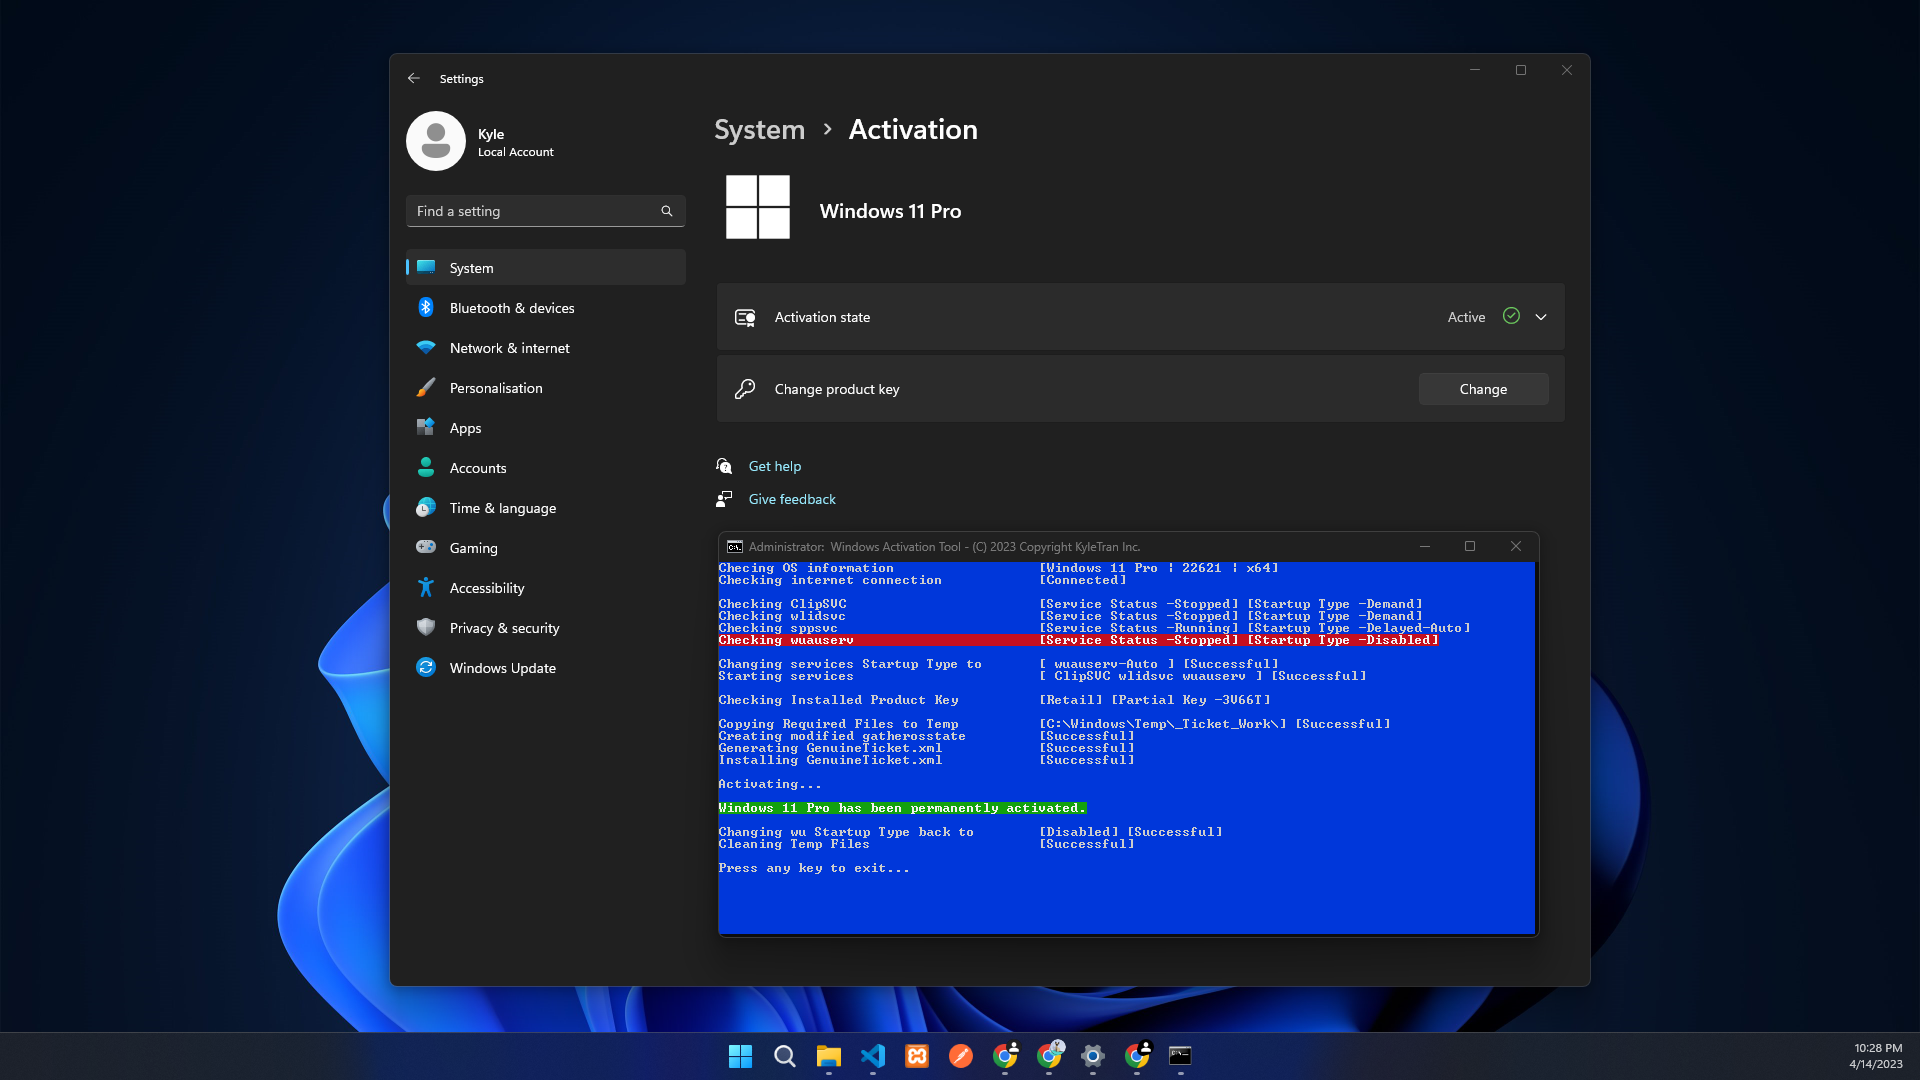 Settings
Kyle
Local Account
Find a setting
System
Bluetooth & devices
Network & internet
Personalisation
Apps
Accounts
Time & language
Gaming
Accessibility
Privacy & security
Windows Update
System > Activation
Windows 11 Pro
Activation state Active
Change product key Change
Get help
Give feedback
Administrator: Windows Activation Tool - (C) 2023 Copyright KyleTran Inc.
Checing OS information [Windows 11 Pro | 22621 | x64]
Checking internet connection [Connected]
Checking ClipSVC [Service Status -Stopped] [Startup Type -Demand]
Checking wlidsvc [Service Status -Stopped] [Startup Type -Demand]
Checking sppsvc [Service Status -Running] [Startup Type -Delayed-Auto]
Checking wuauserv [Service Status -Stopped] [Startup Type -Disabled]
Changing services Startup Type to [ wuauserv-Auto ] [Successful]
Starting services [ ClipSVC wlidsvc wuauserv ] [Successful]
Checking Installed Product Key [Retail] [Partial Key -3V66T]
Copying Required Files to Temp [C:\Windows\Temp\_Ticket_Work\] [Successful]
Creating modified gatherosstate [Successful]
Generating GenuineTicket.xml [Successful]
Installing GenuineTicket.xml [Successful]
Activating...
Windows 11 Pro has been permanently activated.
Changing wu Startup Type back to [Disabled] [Successful]
Cleaning Temp Files [Successful]
Press any key to exit...
10:28 PM
4/14/2023